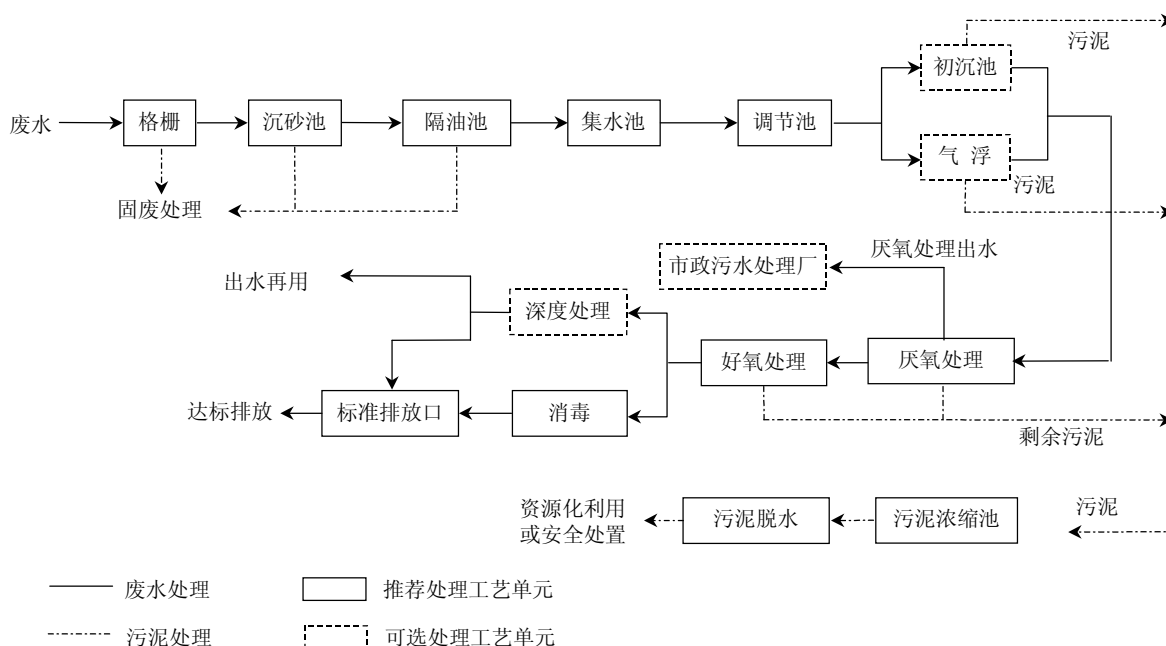 污泥
初沉池
废水
格栅
沉砂池
隔油池
集水池
调节池
气 浮
污泥
固废处理
厌氧处理出水
市政污水处理厂
出水再用
深度处理
好氧处理
厌氧处理
达标排放
标准排放口
消毒
剩余污泥
资源化利用
或安全处置
污泥脱水
污泥浓缩池
污泥
废水处理
推荐处理工艺单元
污泥处理
可选处理工艺单元